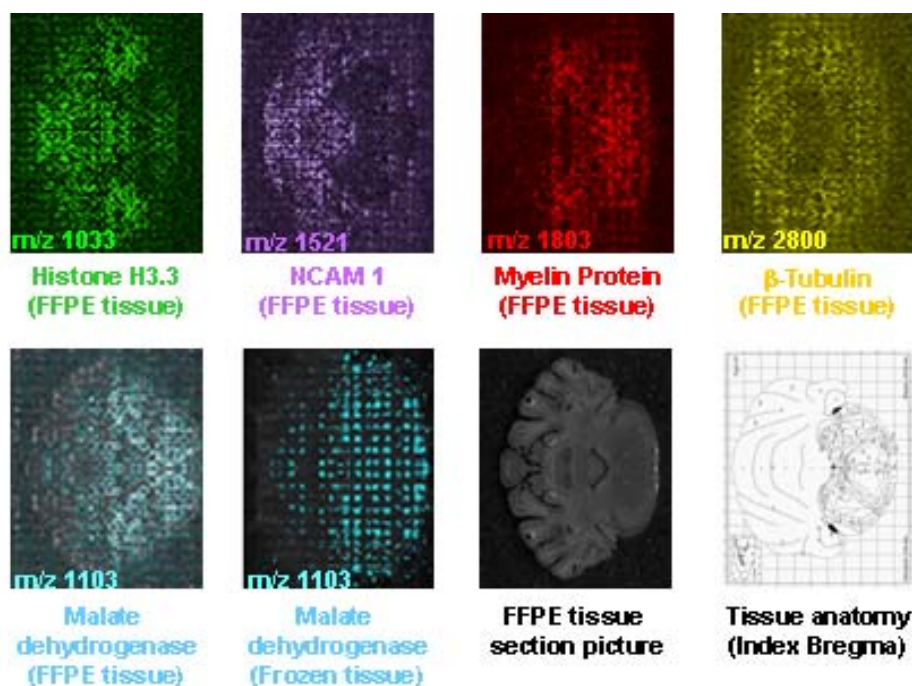 m/z 1033
m/z 1521
m/z 1803
m/z 2800
Histone H3.3
(FFPE tissue)
NCAM 1
(FFPE tissue)
Myelin Protein
(FFPE tissue)
β-Tubulin
(FFPE tissue)
m/z 1103
m/z 1103
Malate
dehydrogenase
(FFPE tissue)
Malate
dehydrogenase
(Frozen tissue)
FFPE tissue
section picture
Tissue anatomy
(Index Bregma)